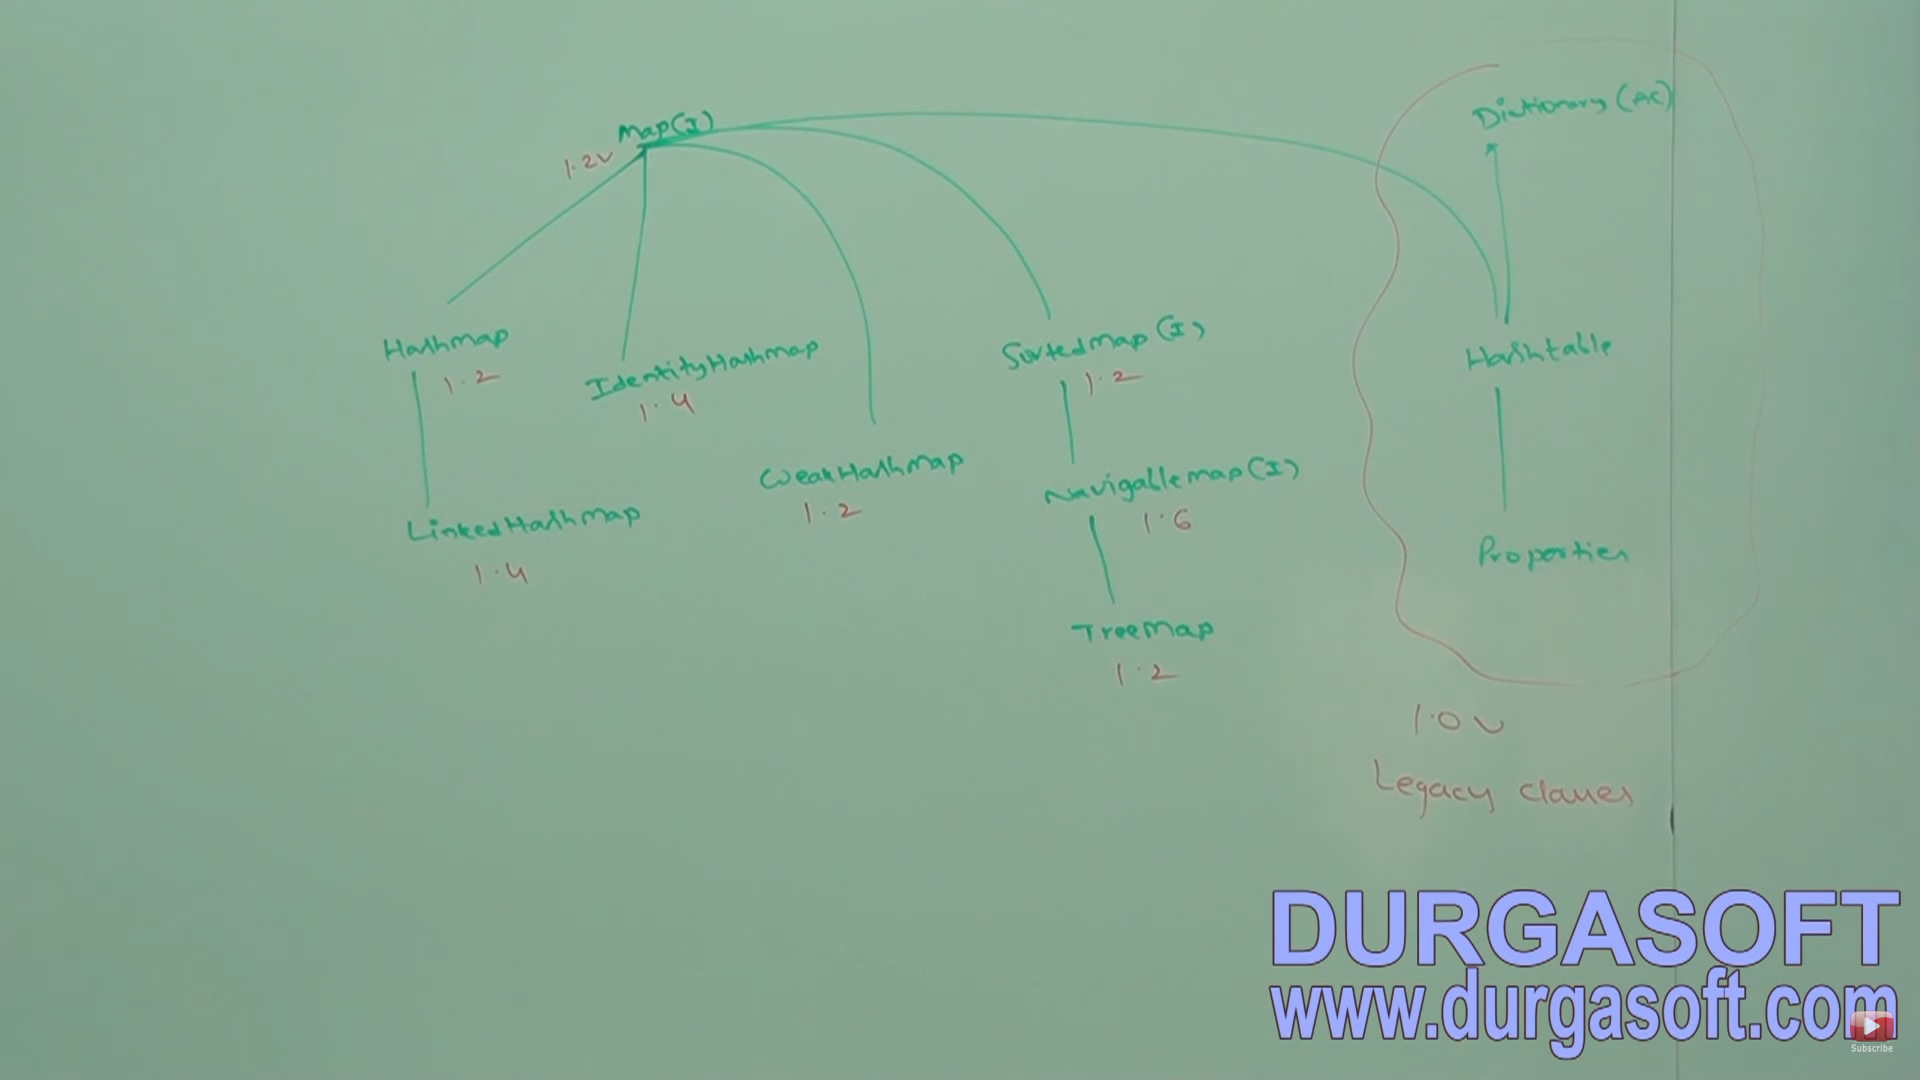 Map(I)
1.2v
HashMap
1.2
LinkedHashMap
1.4
IdentityHashMap
1.4
WeakHashMap
1.2
SortedMap(I)
1.2
NavigableMap(I)
1.6
TreeMap
1.2
Dictionary(AC)
Hashtable
Properties
1.0 v
Legacy classes
DURGASOFT
www.durgasoft.com
Subscribe